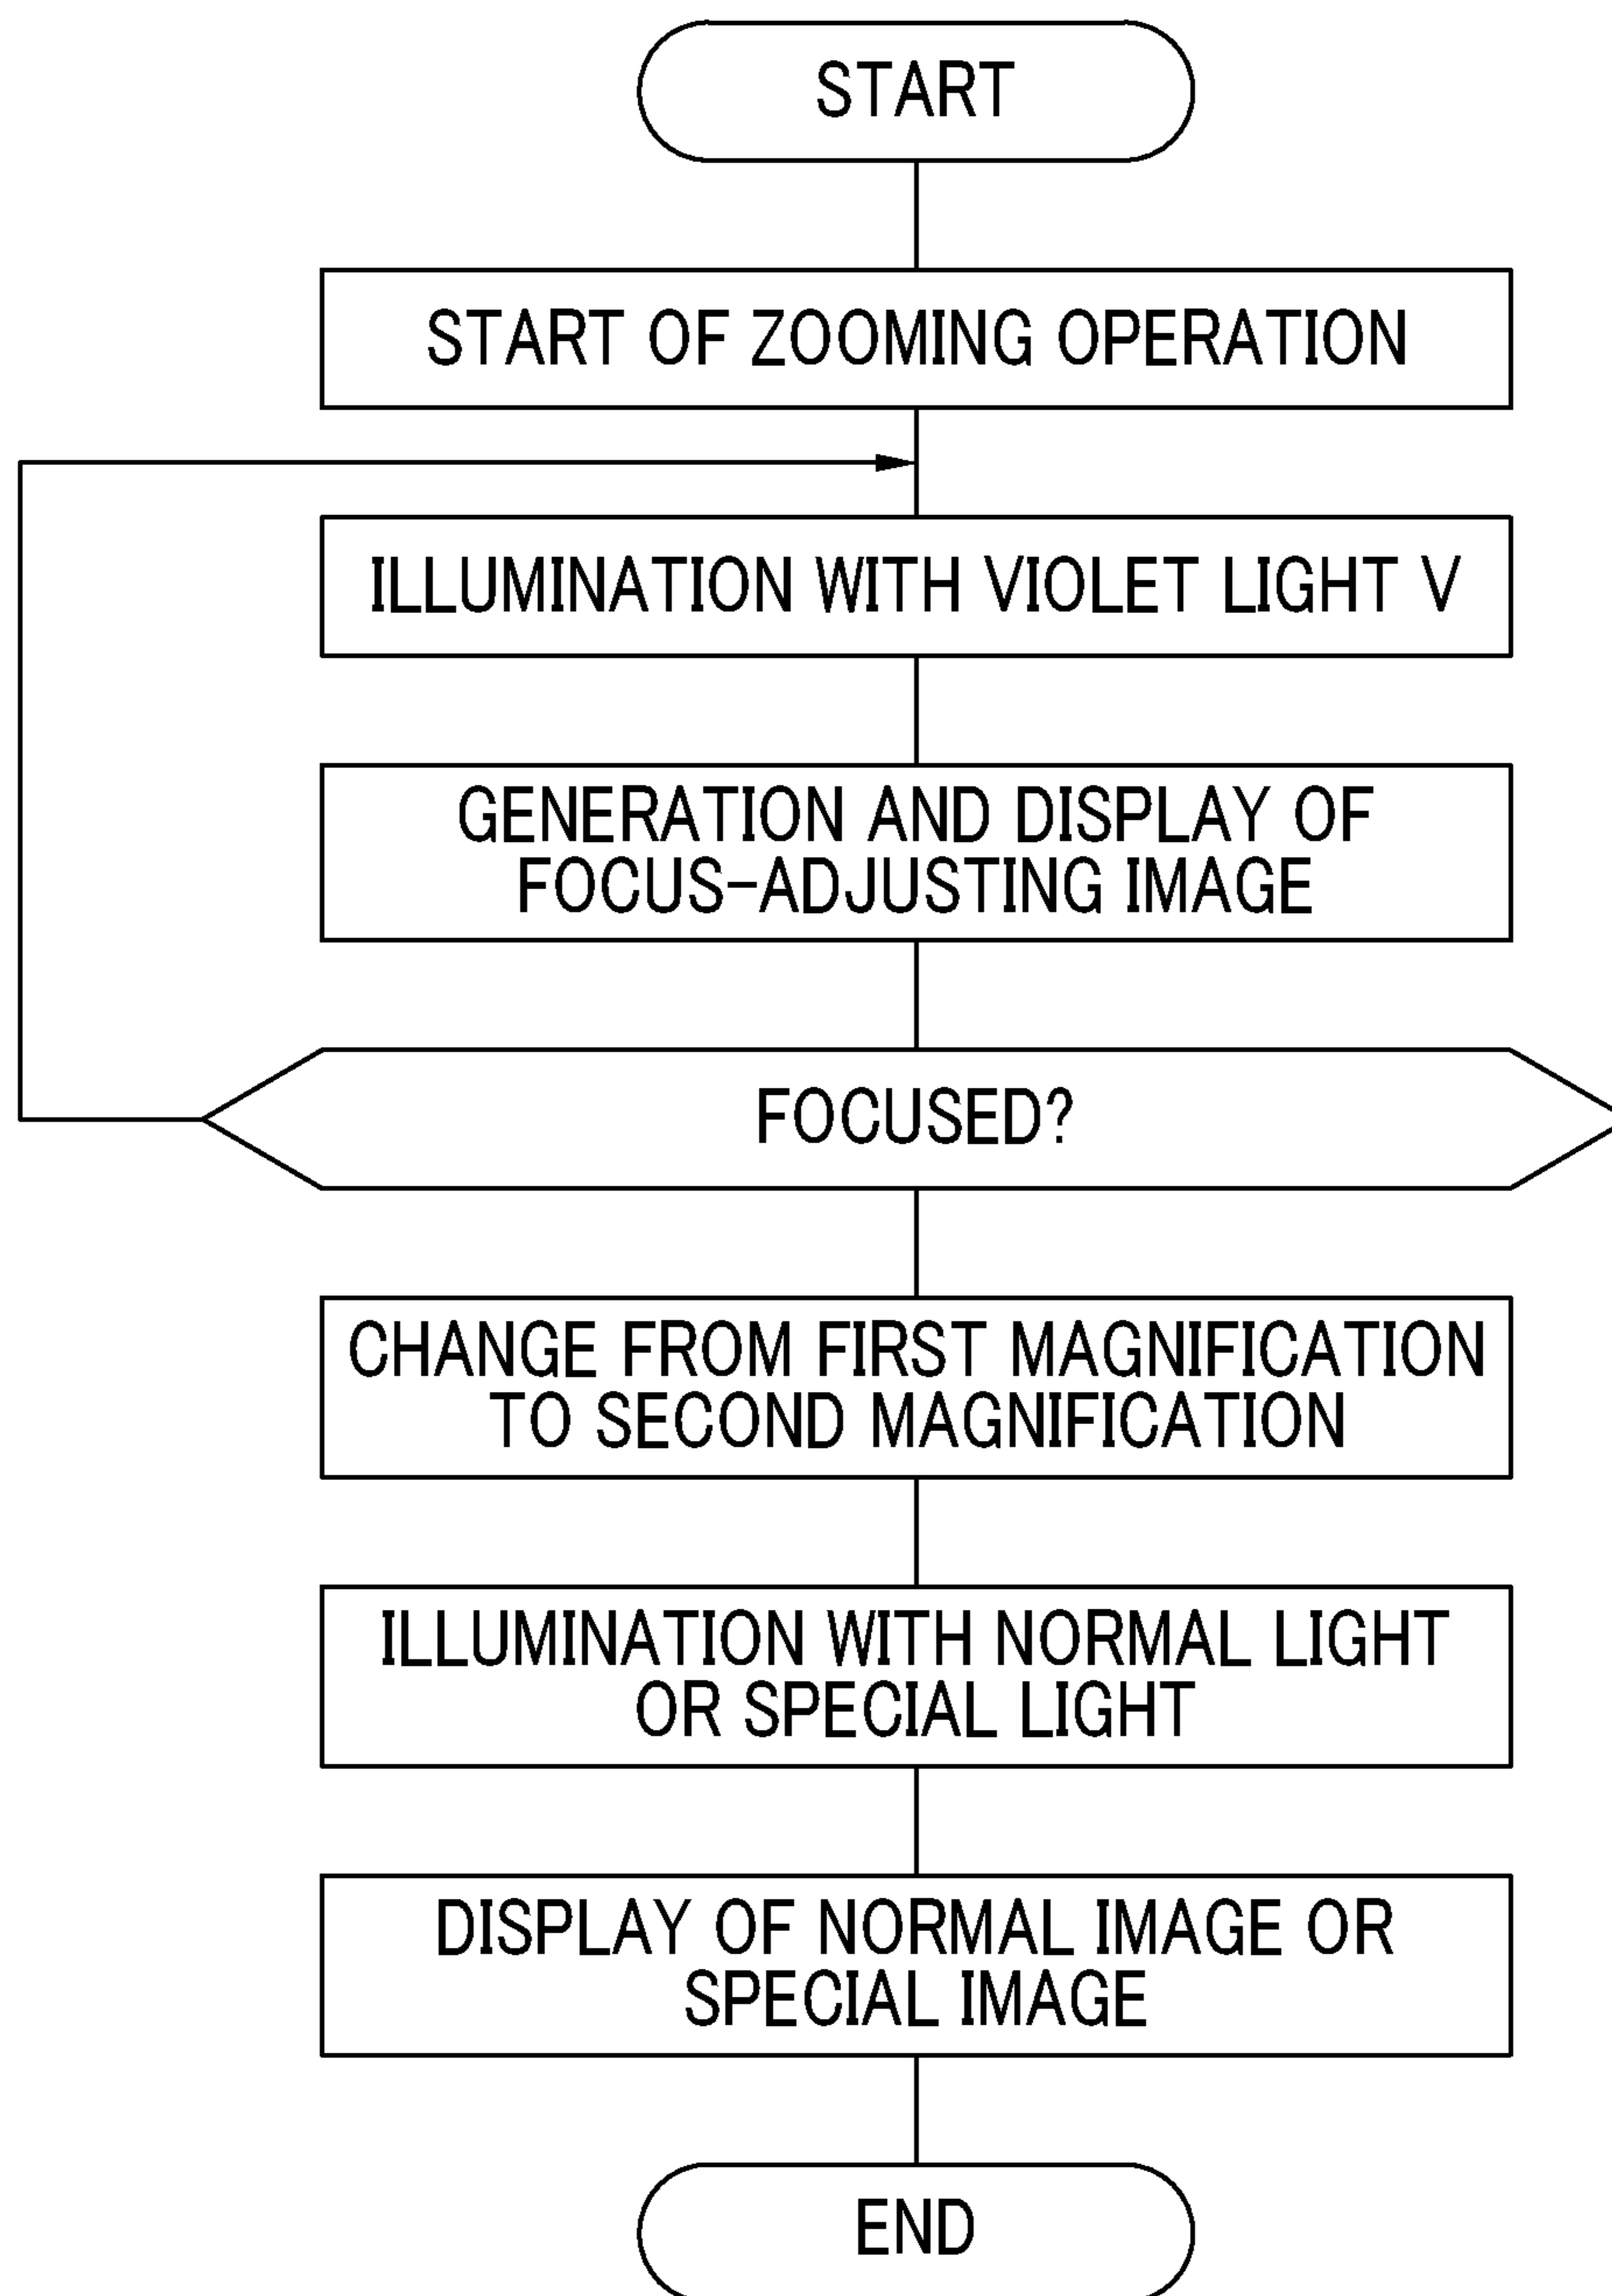 START
START OF ZOOMING OPERATION
ILLUMINATION WITH VIOLET LIGHT V
GENERATION AND DISPLAY OF
FOCUS-ADJUSTING IMAGE
FOCUSED?
CHANGE FROM FIRST MAGNIFICATION
TO SECOND MAGNIFICATION
ILLUMINATION WITH NORMAL LIGHT
OR SPECIAL LIGHT
DISPLAY OF NORMAL IMAGE OR
SPECIAL IMAGE
END